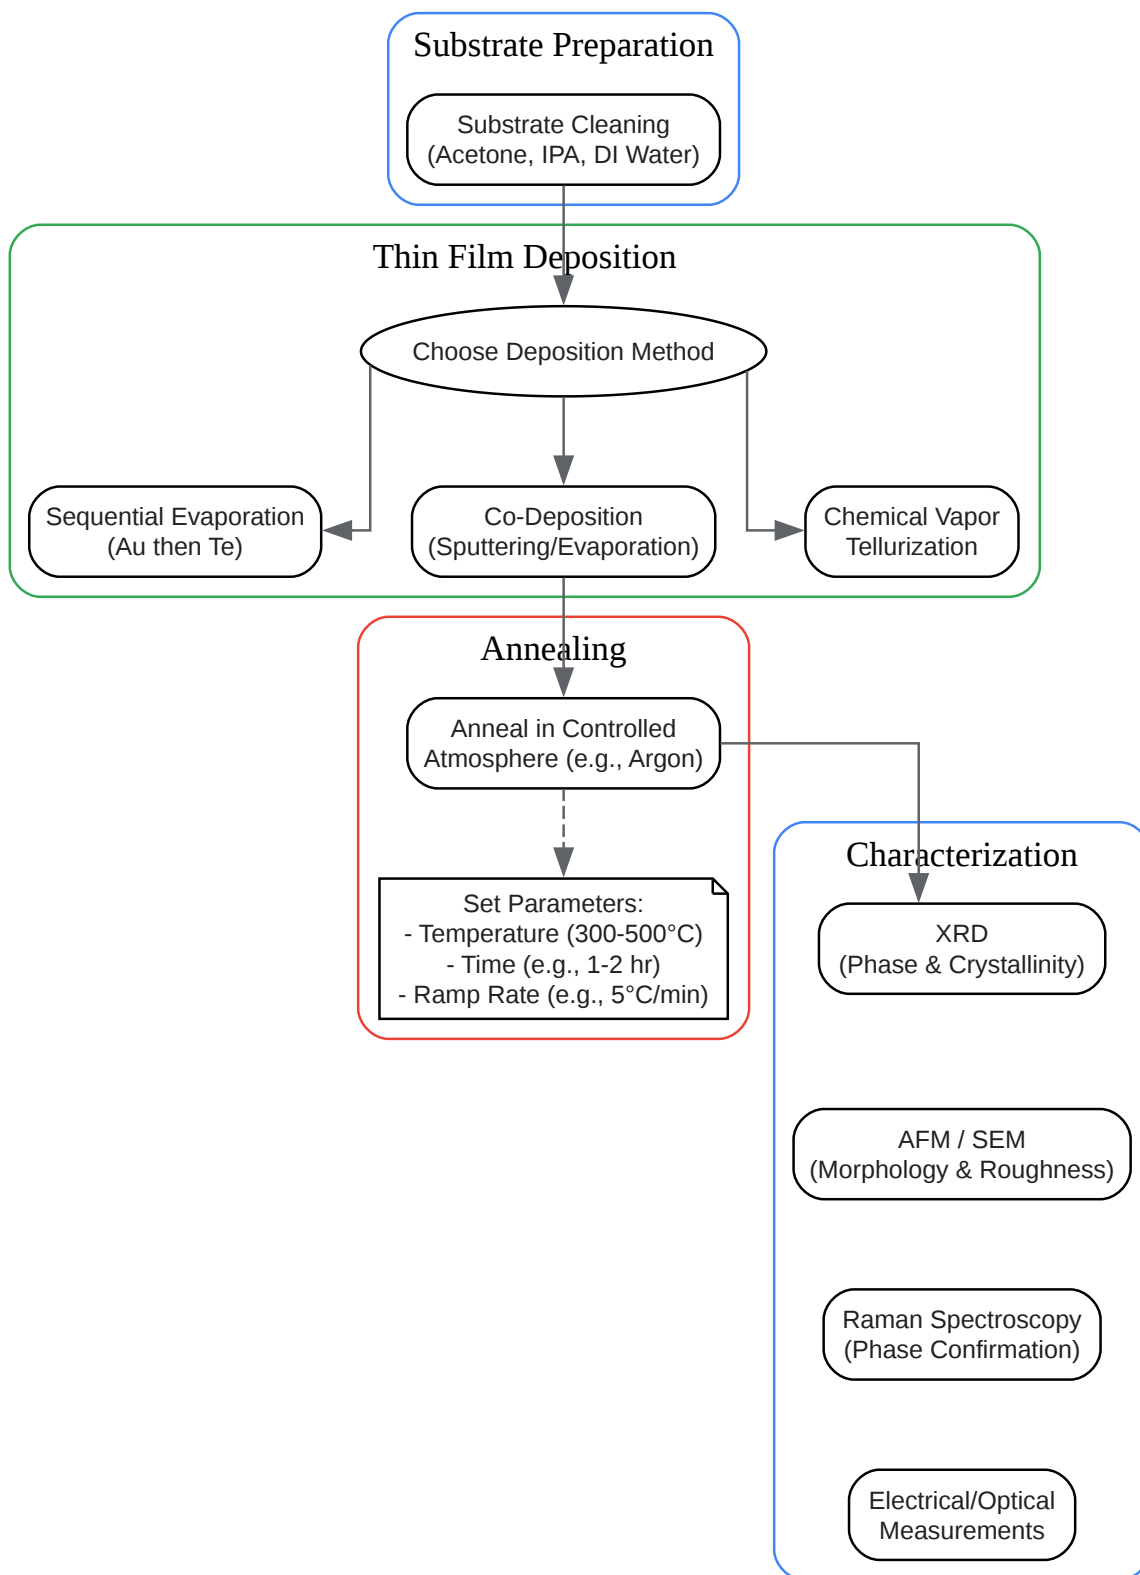 Substrate Preparation
Substrate Cleaning
(Acetone, IPA, DI Water)
Thin Film Deposition
Choose Deposition Method
Sequential Evaporation
(Au then Te)
Co-Deposition
(Sputtering/Evaporation)
Chemical Vapor
Tellurization
Annealing
Anneal in Controlled
Atmosphere (e.g., Argon)
Set Parameters:
- Temperature (300-500°C)
- Time (e.g., 1-2 hr)
- Ramp Rate (e.g., 5°C/min)
Characterization
XRD
(Phase & Crystallinity)
AFM / SEM
(Morphology & Roughness)
Raman Spectroscopy
(Phase Confirmation)
Electrical/Optical
Measurements